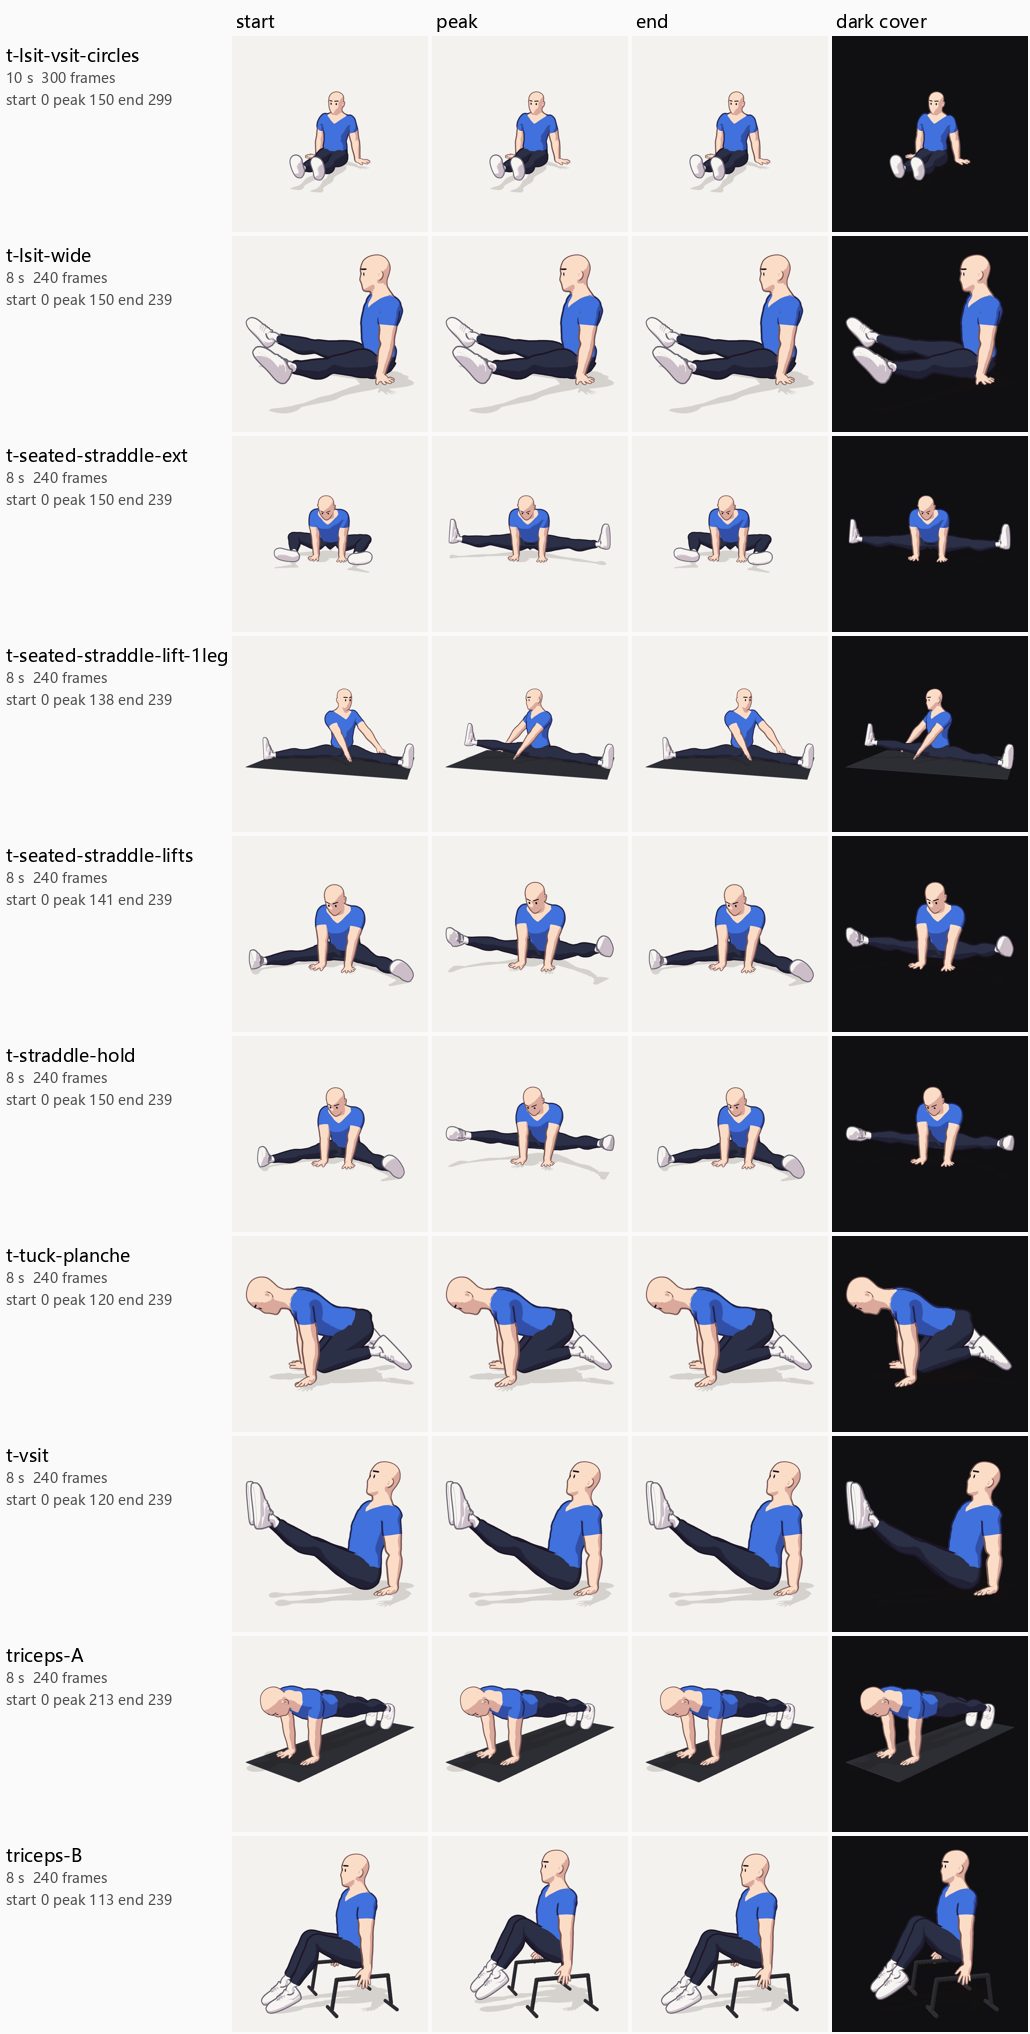 start peak end dark cover
t-lsit-vsit-circles
10 s 300 frames
start 0 peak 150 end 299
t-lsit-wide
8 s 240 frames
start 0 peak 150 end 239
t-seated-straddle-ext
8 s 240 frames
start 0 peak 150 end 239
t-seated-straddle-lift-1leg
8 s 240 frames
start 0 peak 138 end 239
t-seated-straddle-lifts
8 s 240 frames
start 0 peak 141 end 239
t-straddle-hold
8 s 240 frames
start 0 peak 150 end 239
t-tuck-planche
8 s 240 frames
start 0 peak 120 end 239
t-vsit
8 s 240 frames
start 0 peak 120 end 239
triceps-A
8 s 240 frames
start 0 peak 213 end 239
triceps-B
8 s 240 frames
start 0 peak 113 end 239